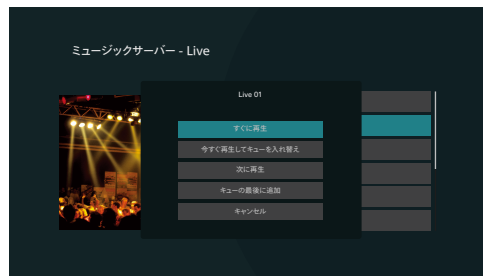 ミュージックサーバー - Live
Live 01
すぐに再生
今すぐ再生してキューを入れ替え
次に再生
キューの最後に追加
キャンセル